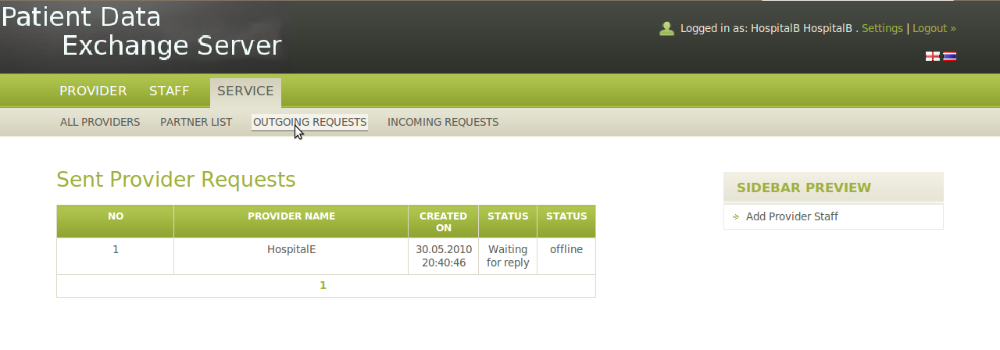 Patient Data
Exchange Server
Logged in as: HospitalB HospitalB . Settings | Logout »
PROVIDER STAFF SERVICE
ALL PROVIDERS PARTNER LIST OUTGOING REQUESTS INCOMING REQUESTS
Sent Provider Requests
SIDEBAR PREVIEW
Add Provider Staff
NO PROVIDER NAME CREATED ON STATUS STATUS
1 HospitalE 30.05.2010 20:40:46 Waiting for reply offline
1